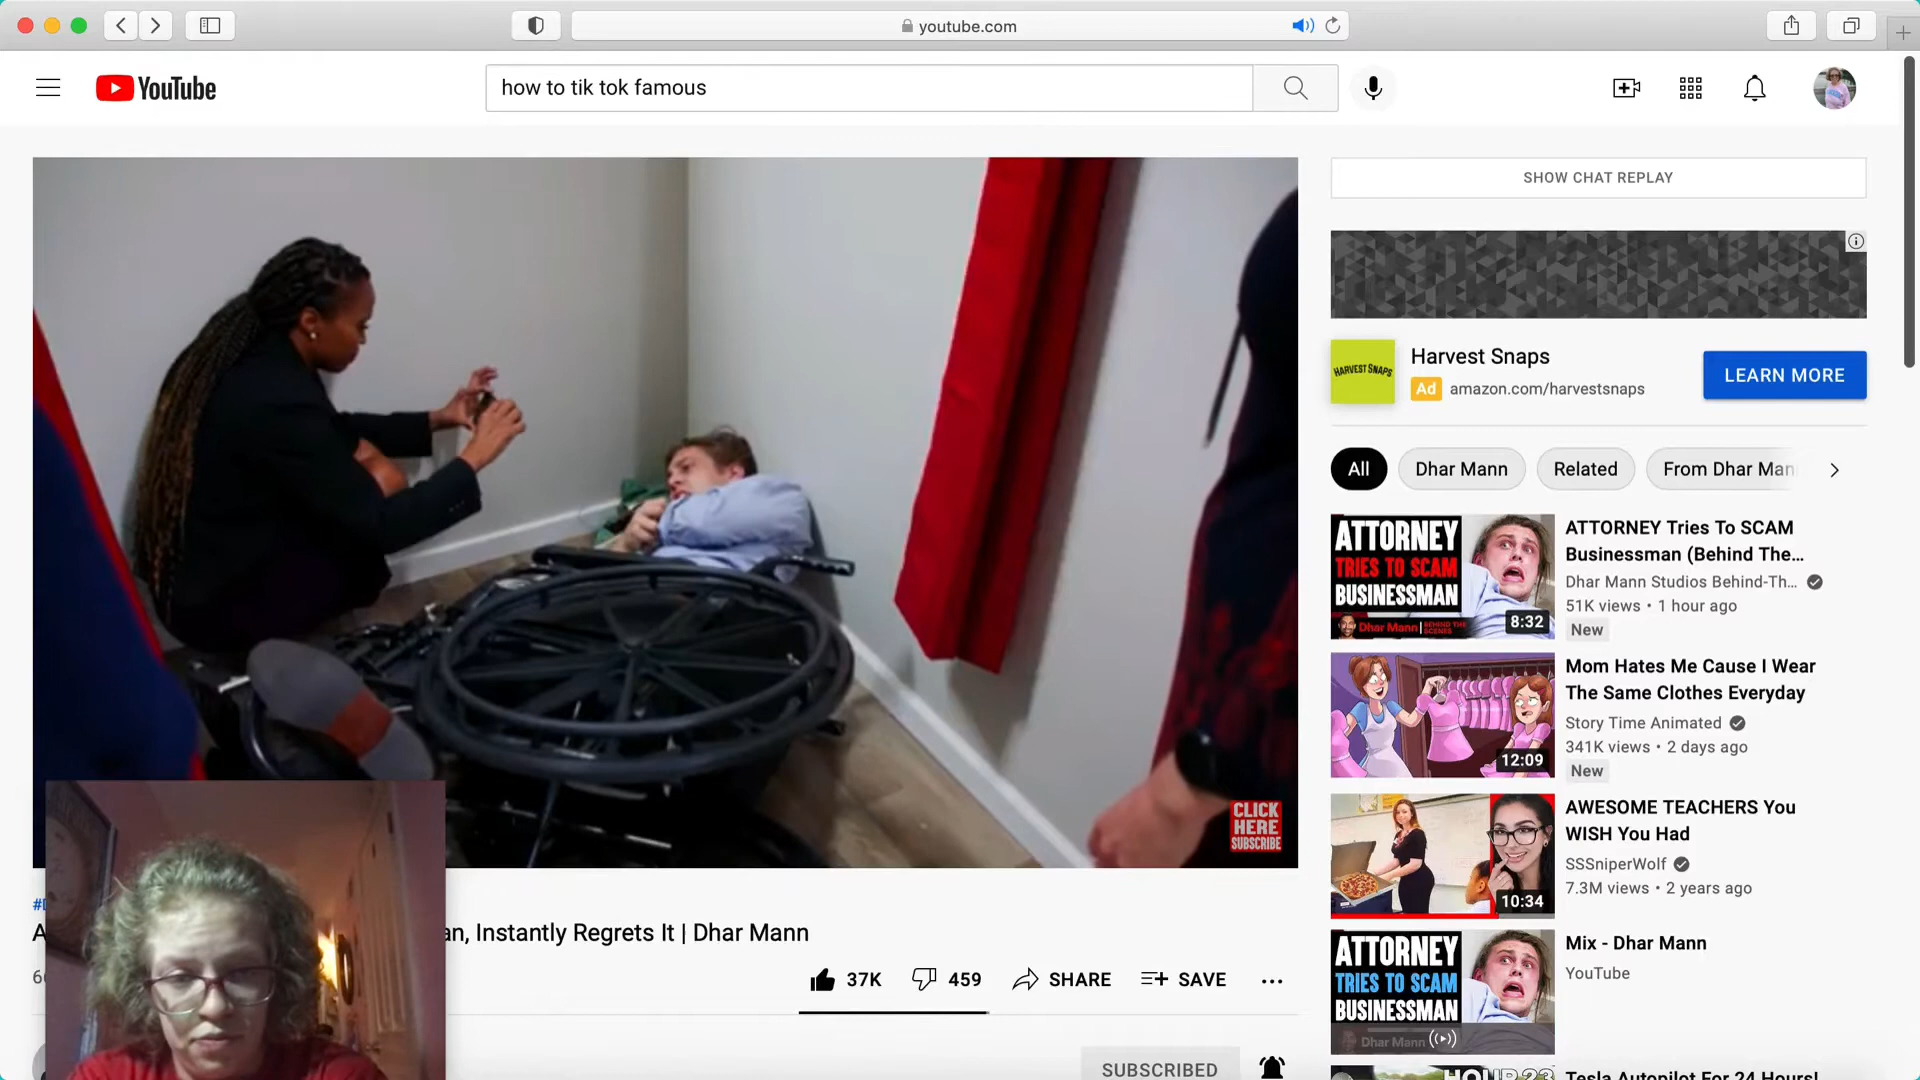 youtube.com
YouTube
how to tik tok famous
SHOW CHAT REPLAY
HARVEST SNAPS
Harvest Snaps
Ad amazon.com/harvestsnaps
LEARN MORE
All
Dhar Mann
Related
From Dhar Man
ATTORNEY
TRIES TO SCAM
BUSINESSMAN
Dhar Mann
BEHIND THE
SCENES
8:32
ATTORNEY Tries To SCAM
Businessman (Behind The...
Dhar Mann Studios Behind-Th...
51K views • 1 hour ago
New
12:09
Mom Hates Me Cause I Wear
The Same Clothes Everyday
Story Time Animated
341K views • 2 days ago
New
10:34
AWESOME TEACHERS You
WISH You Had
SSSniperWolf
7.3M views • 2 years ago
ATTORNEY
TRIES TO SCAM
BUSINESSMAN
Dhar Mann
Mix - Dhar Mann
YouTube
HOUR 23
Tesla Autopilot For 24 Hours!
CLICK
HERE
SUBSCRIBE
an, Instantly Regrets It | Dhar Mann
37K
459
SHARE
SAVE
SUBSCRIBED